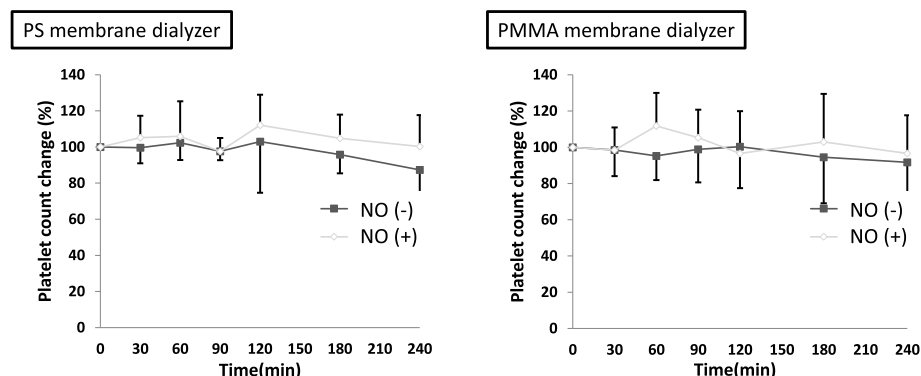 PS membrane dialyzer
Platelet count change (%)
140
120
100
80
60
40
20
0
NO (-)
NO (+)
0 30 60 90 120 150 180 210 240
Time(min)
PMMA membrane dialyzer
Platelet count change (%)
140
120
100
80
60
40
20
0
NO (-)
NO (+)
0 30 60 90 120 150 180 210 240
Time(min)